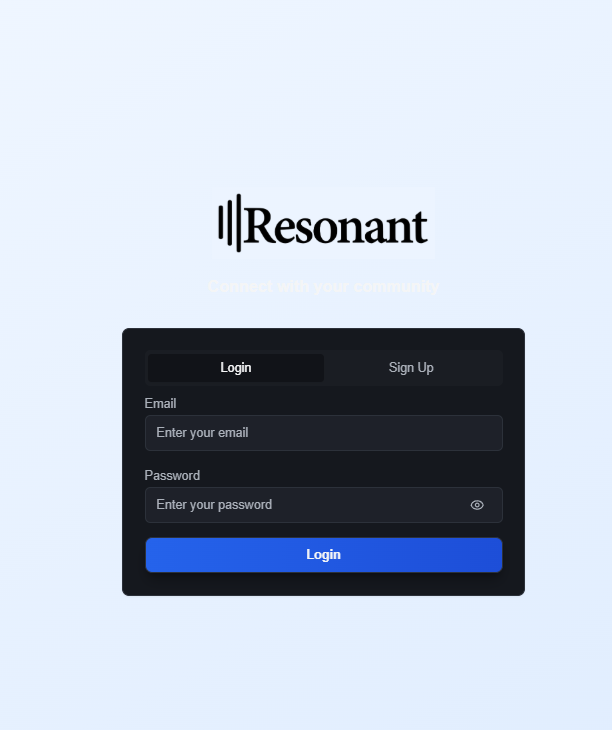 Resonant
Connect with your community
Login
Sign Up
Email
Enter your email
Password
Enter your password
Login